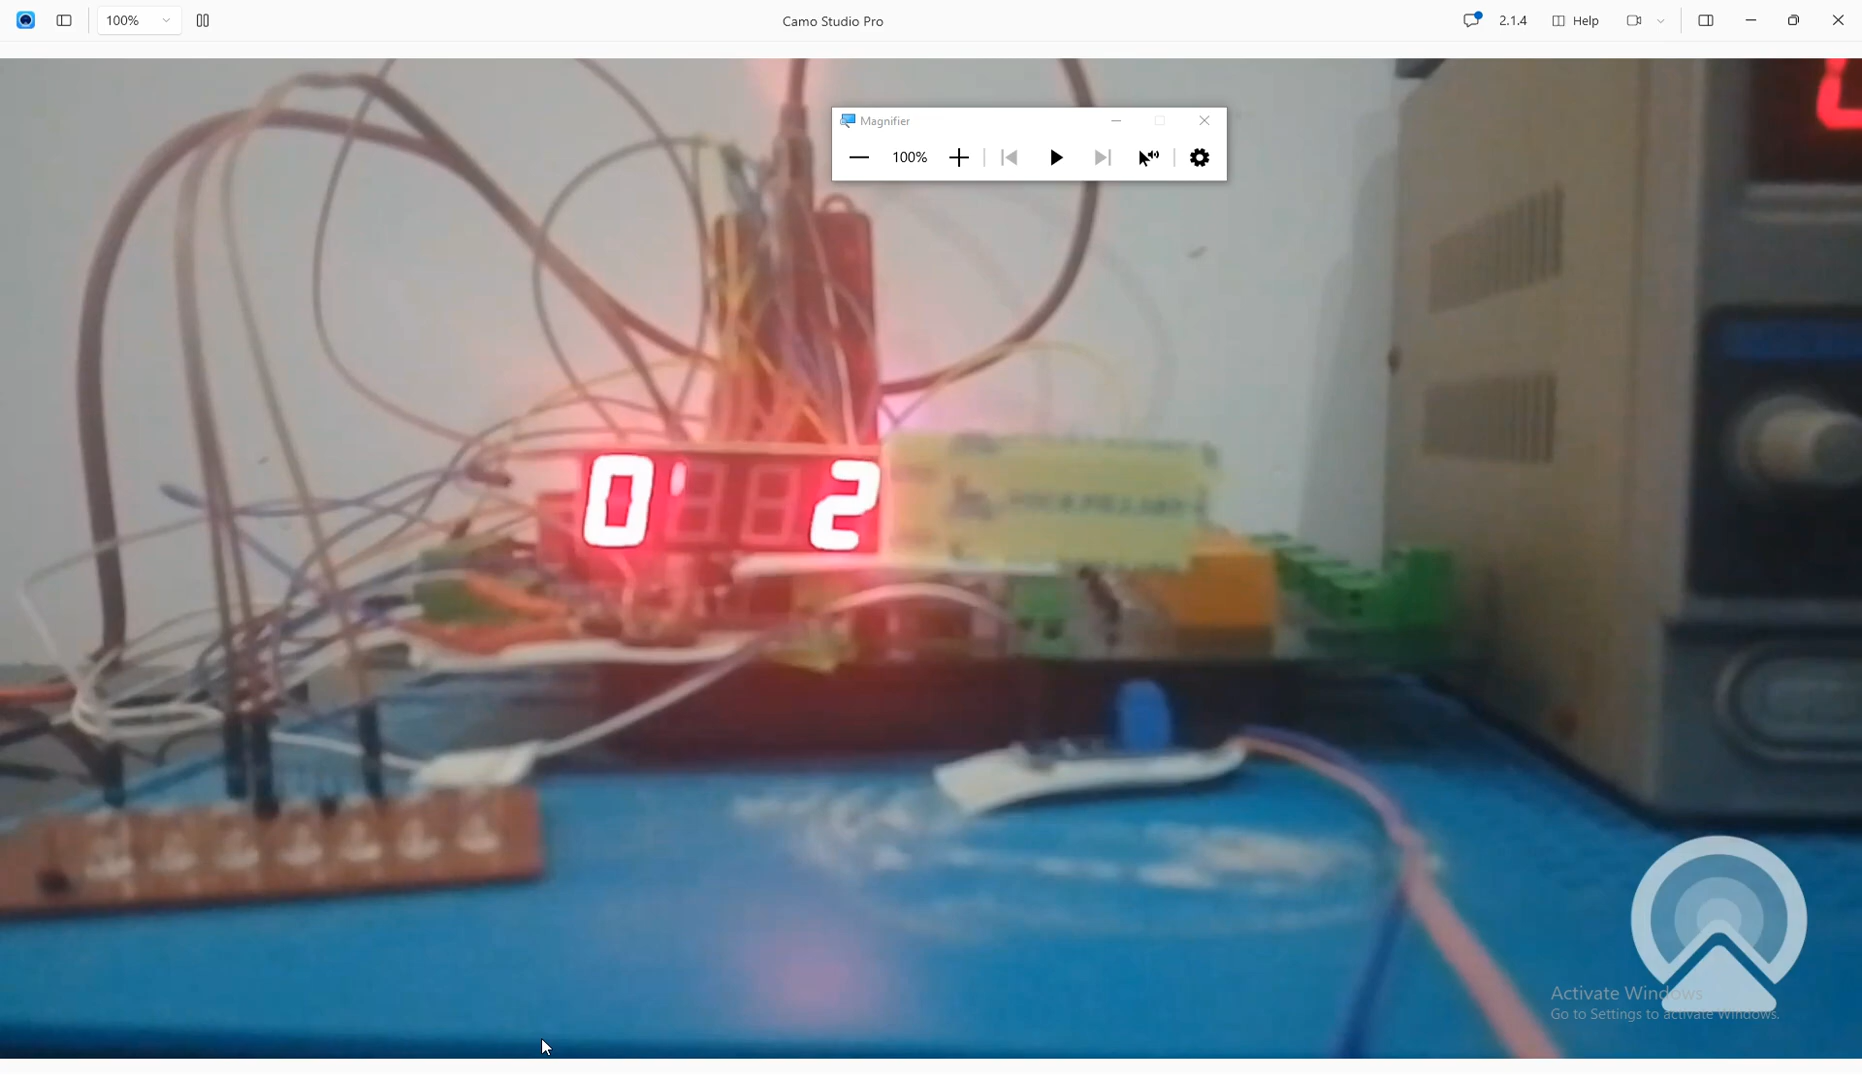 100%
Camo Studio Pro
2.1.4
Help
Magnifier
100%
0' 2
Activate Windows
Go to Settings to activate Windows.